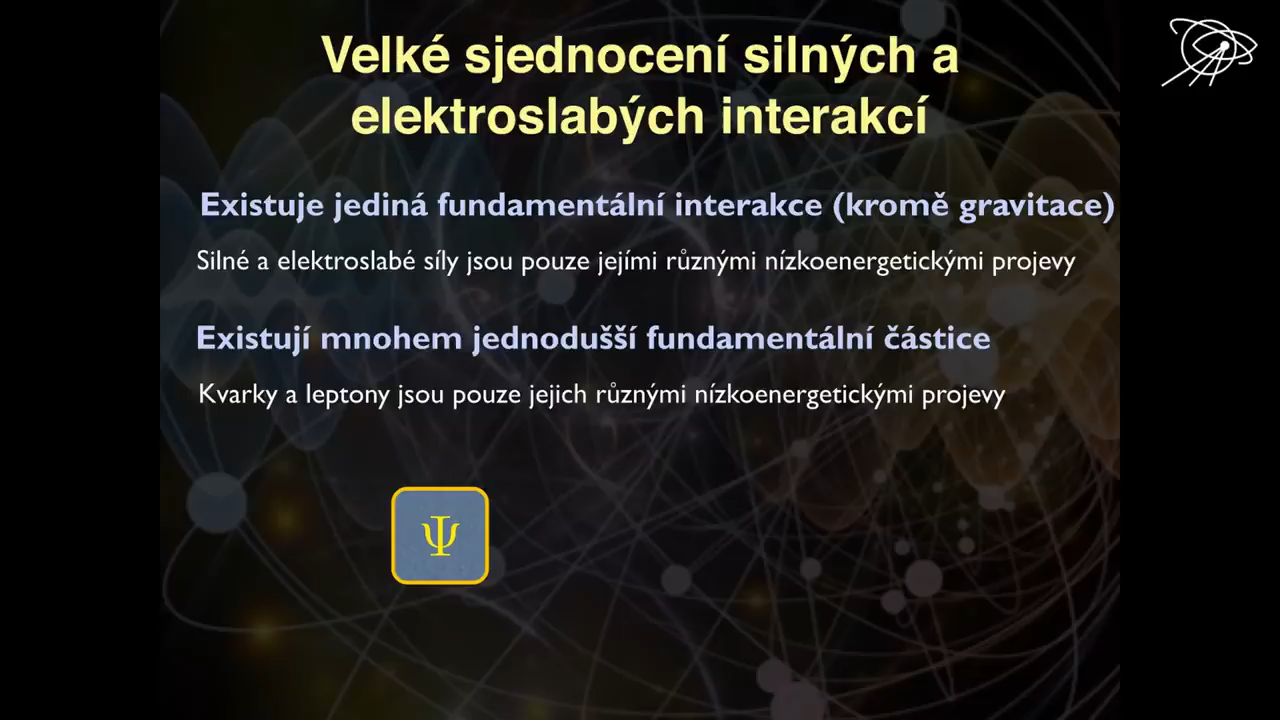 Velké sjednocení silných a
elektroslabých interakcí
Existuje jediná fundamentální interakce (kromě gravitace)
Silné a elektroslabé síly jsou pouze jejími různými nízkoenergetickými projevy
Existují mnohem jednodušší fundamentální částice
Kvarky a leptony jsou pouze jejich různými nízkoenergetickými projevy
Ψ